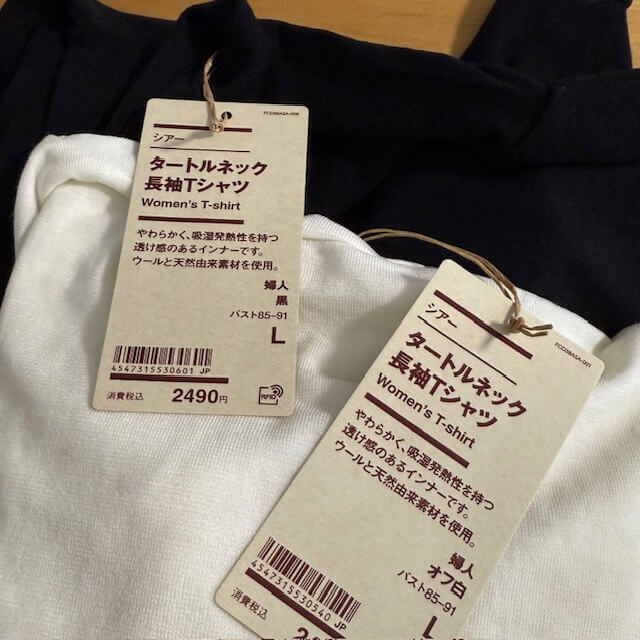 FCD38A5A-008
シアー
タートルネック
長袖Tシャツ
Women's T-shirt
やわらかく、吸湿発熱性を持つ
透け感のあるインナーです。
ウールと天然由来素材を使用。
婦人
黒
バスト85-91
L
4547315530601 JP
消費税込 2490円
RFID
FCD38A5A-001
シアー
タートルネック
長袖Tシャツ
Women's T-shirt
やわらかく、吸湿発熱性を持つ
透け感のあるインナーです。
ウールと天然由来素材を使用。
婦人
オフ白
バスト85-91
L
4547315530540 JP
消費税込